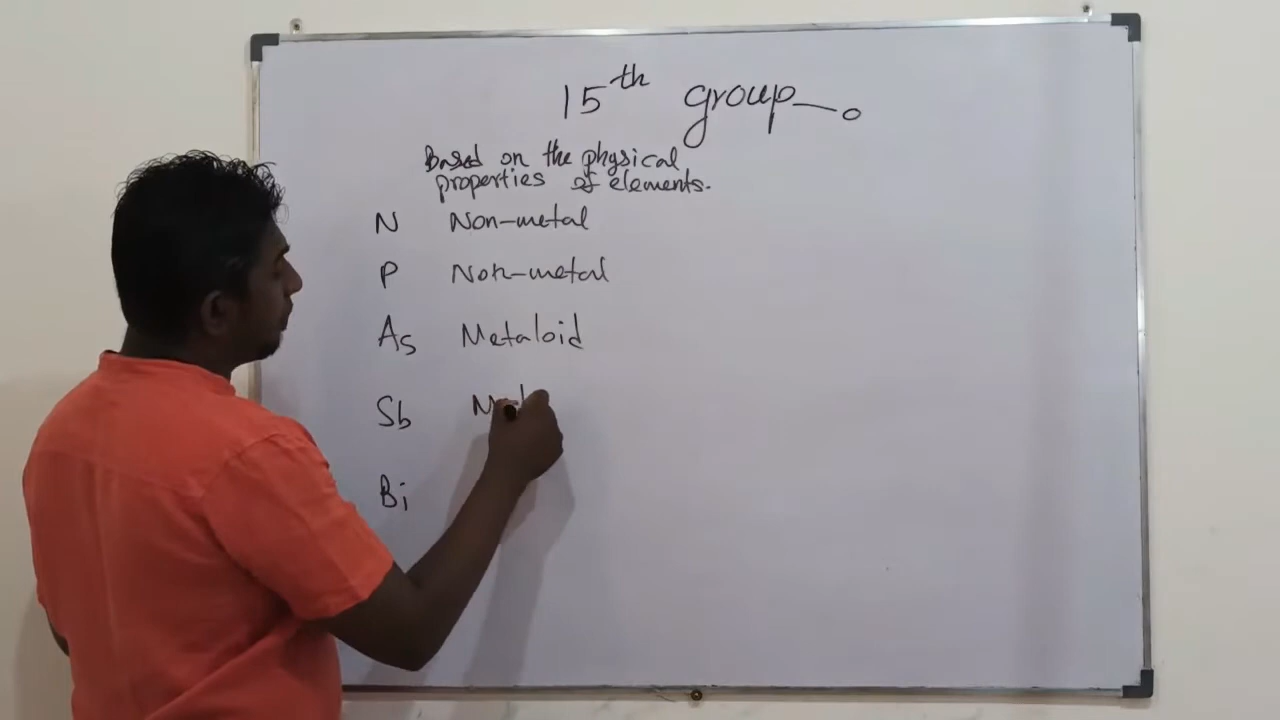 15th group
Based on the physical
properties of elements.
N Non-metal
P Non-metal
As Metaloid
Sb
Bi